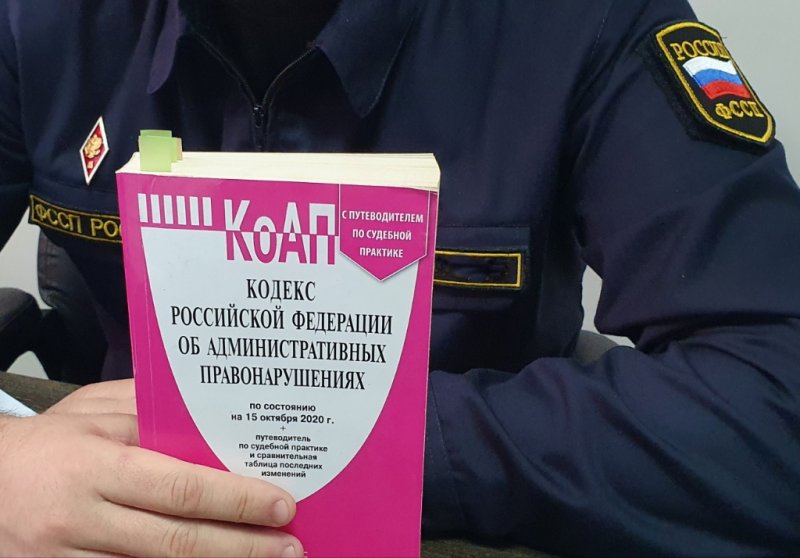 РОССИЯ
ФССП
ФССП РОС
КоАП
С ПУТЕВОДИТЕЛЕМ
ПО СУДЕБНОЙ
ПРАКТИКЕ
КОДЕКС
РОССИЙСКОЙ ФЕДЕРАЦИИ
ОБ АДМИНИСТРАТИВНЫХ
ПРАВОНАРУШЕНИЯХ
по состоянию
на 15 октября 2020 г.
+
путеводитель
по судебной практике
и сравнительная
таблица последних
изменений